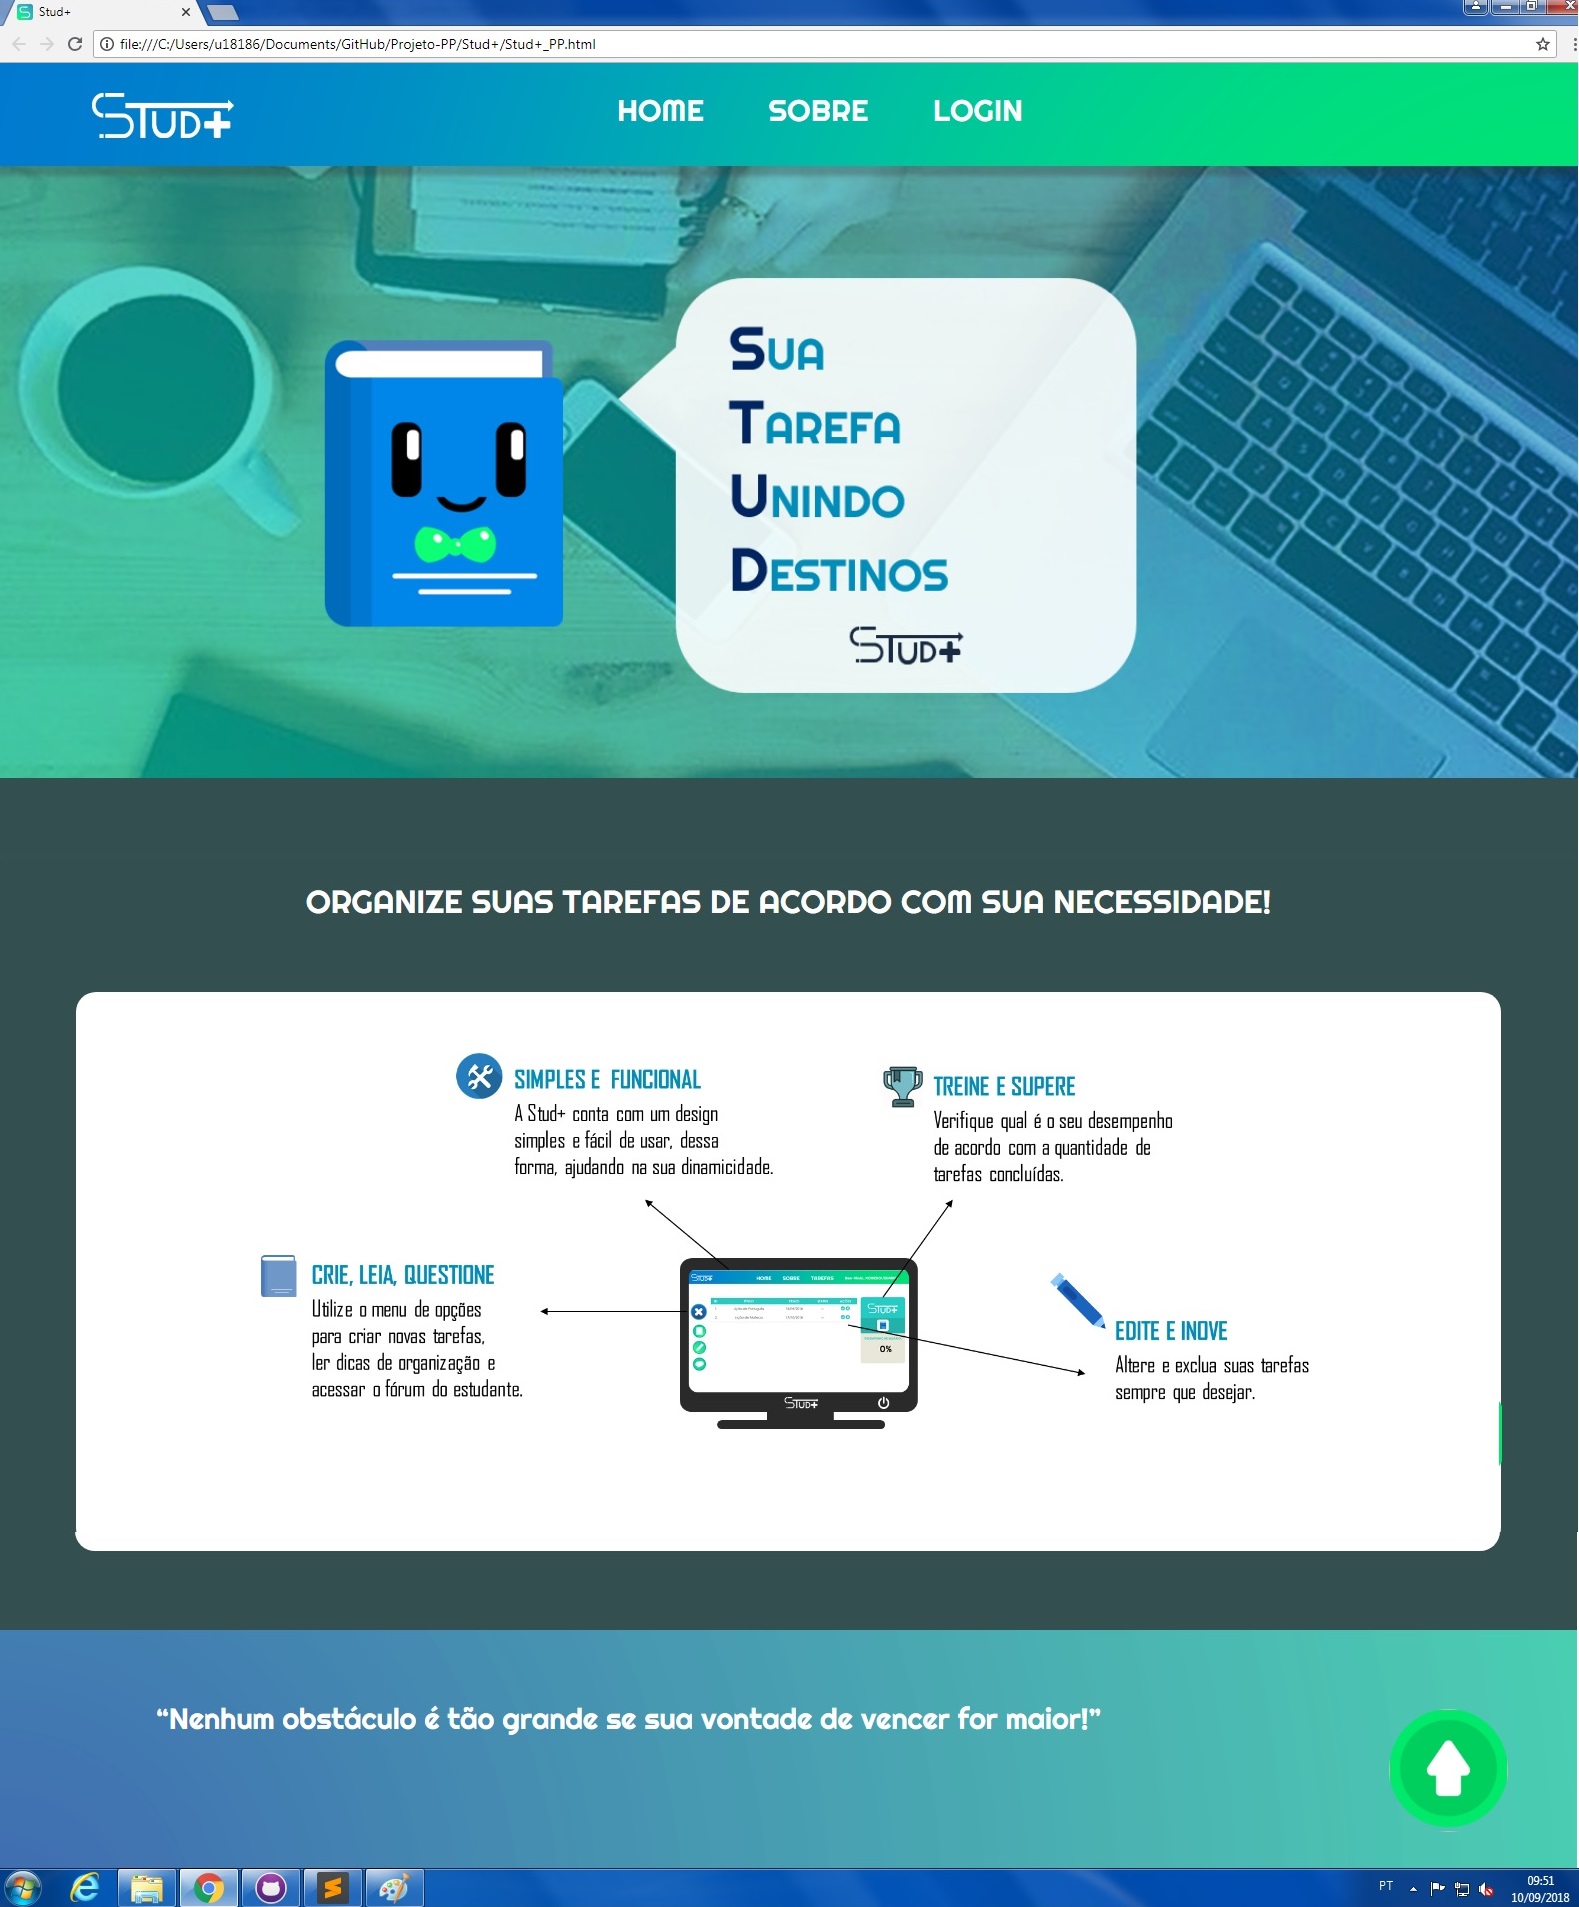 Stud+
file:///C:/Users/u18186/Documents/GitHub/Projeto-PP/Stud+/Stud+_PP.html
STUD+
HOME SOBRE LOGIN
SUA
TAREFA
UNINDO
DESTINOS
STUD+
ORGANIZE SUAS TAREFAS DE ACORDO COM SUA NECESSIDADE!
SIMPLES E FUNCIONAL
A Stud+ conta com um design
simples e fácil de usar, dessa
forma, ajudando na sua dinamicidade.
TREINE E SUPERE
Verifique qual é o seu desempenho
de acordo com a quantidade de
tarefas concluídas.
CRIE, LEIA, QUESTIONE
Utilize o menu de opções
para criar novas tarefas,
ler dicas de organização e
acessar o fórum do estudante.
STUD+ HOME SOBRE TAREFAS
STUD+
0%
STUD+
EDITE E INOVE
Altere e exclua suas tarefas
sempre que desejar.
“Nenhum obstáculo é tão grande se sua vontade de vencer for maior!”
PT
09:51
10/09/2018